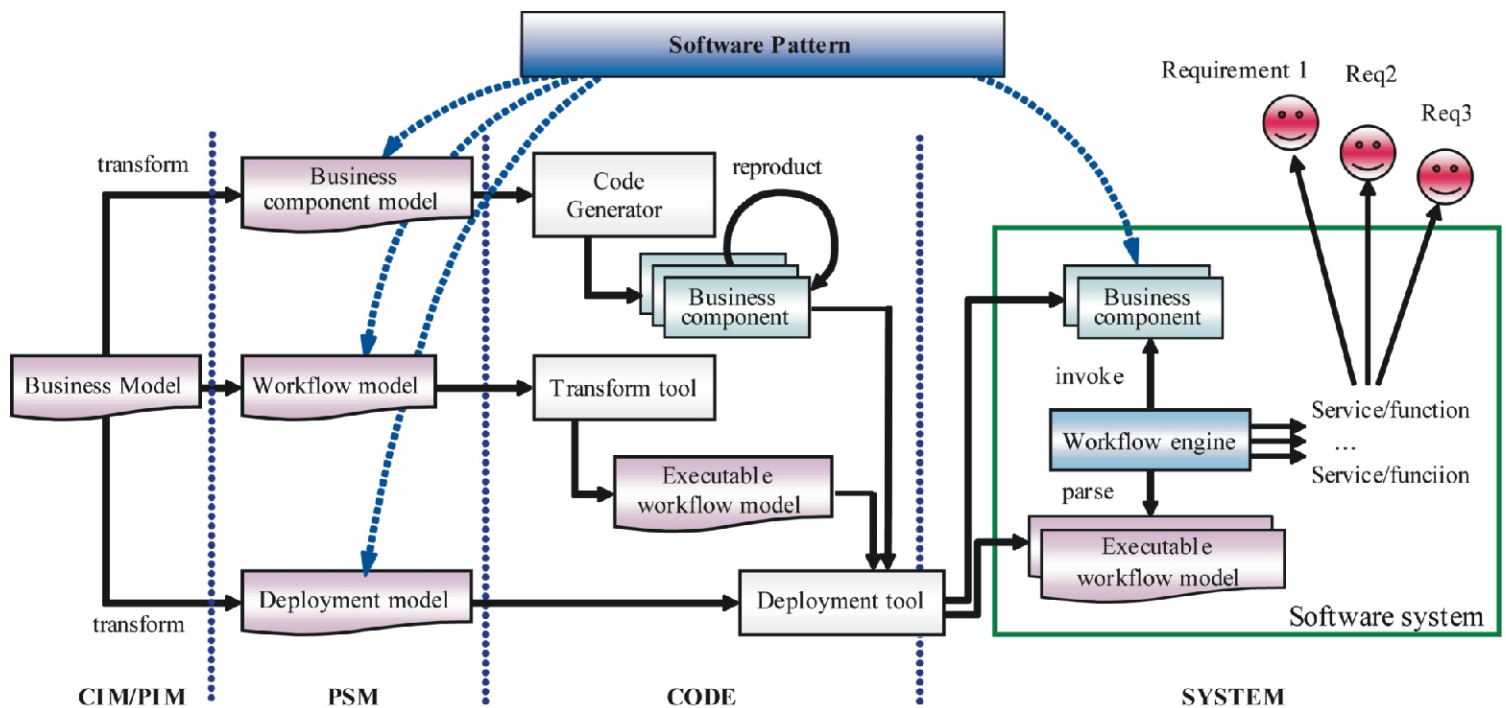 Software Pattern
Requirement 1
Req2
Req3
transform
Business
component model
Code
Generator
reproduct
Business
component
Business
component
Business Model
Workflow model
Transform tool
invoke
Service/function
Workflow engine
...
Service/funciion
Executable
workflow model
parse
Executable
workflow model
transform
Deployment model
Deployment tool
Software system
CIM/PIM
PSM
CODE
SYSTEM